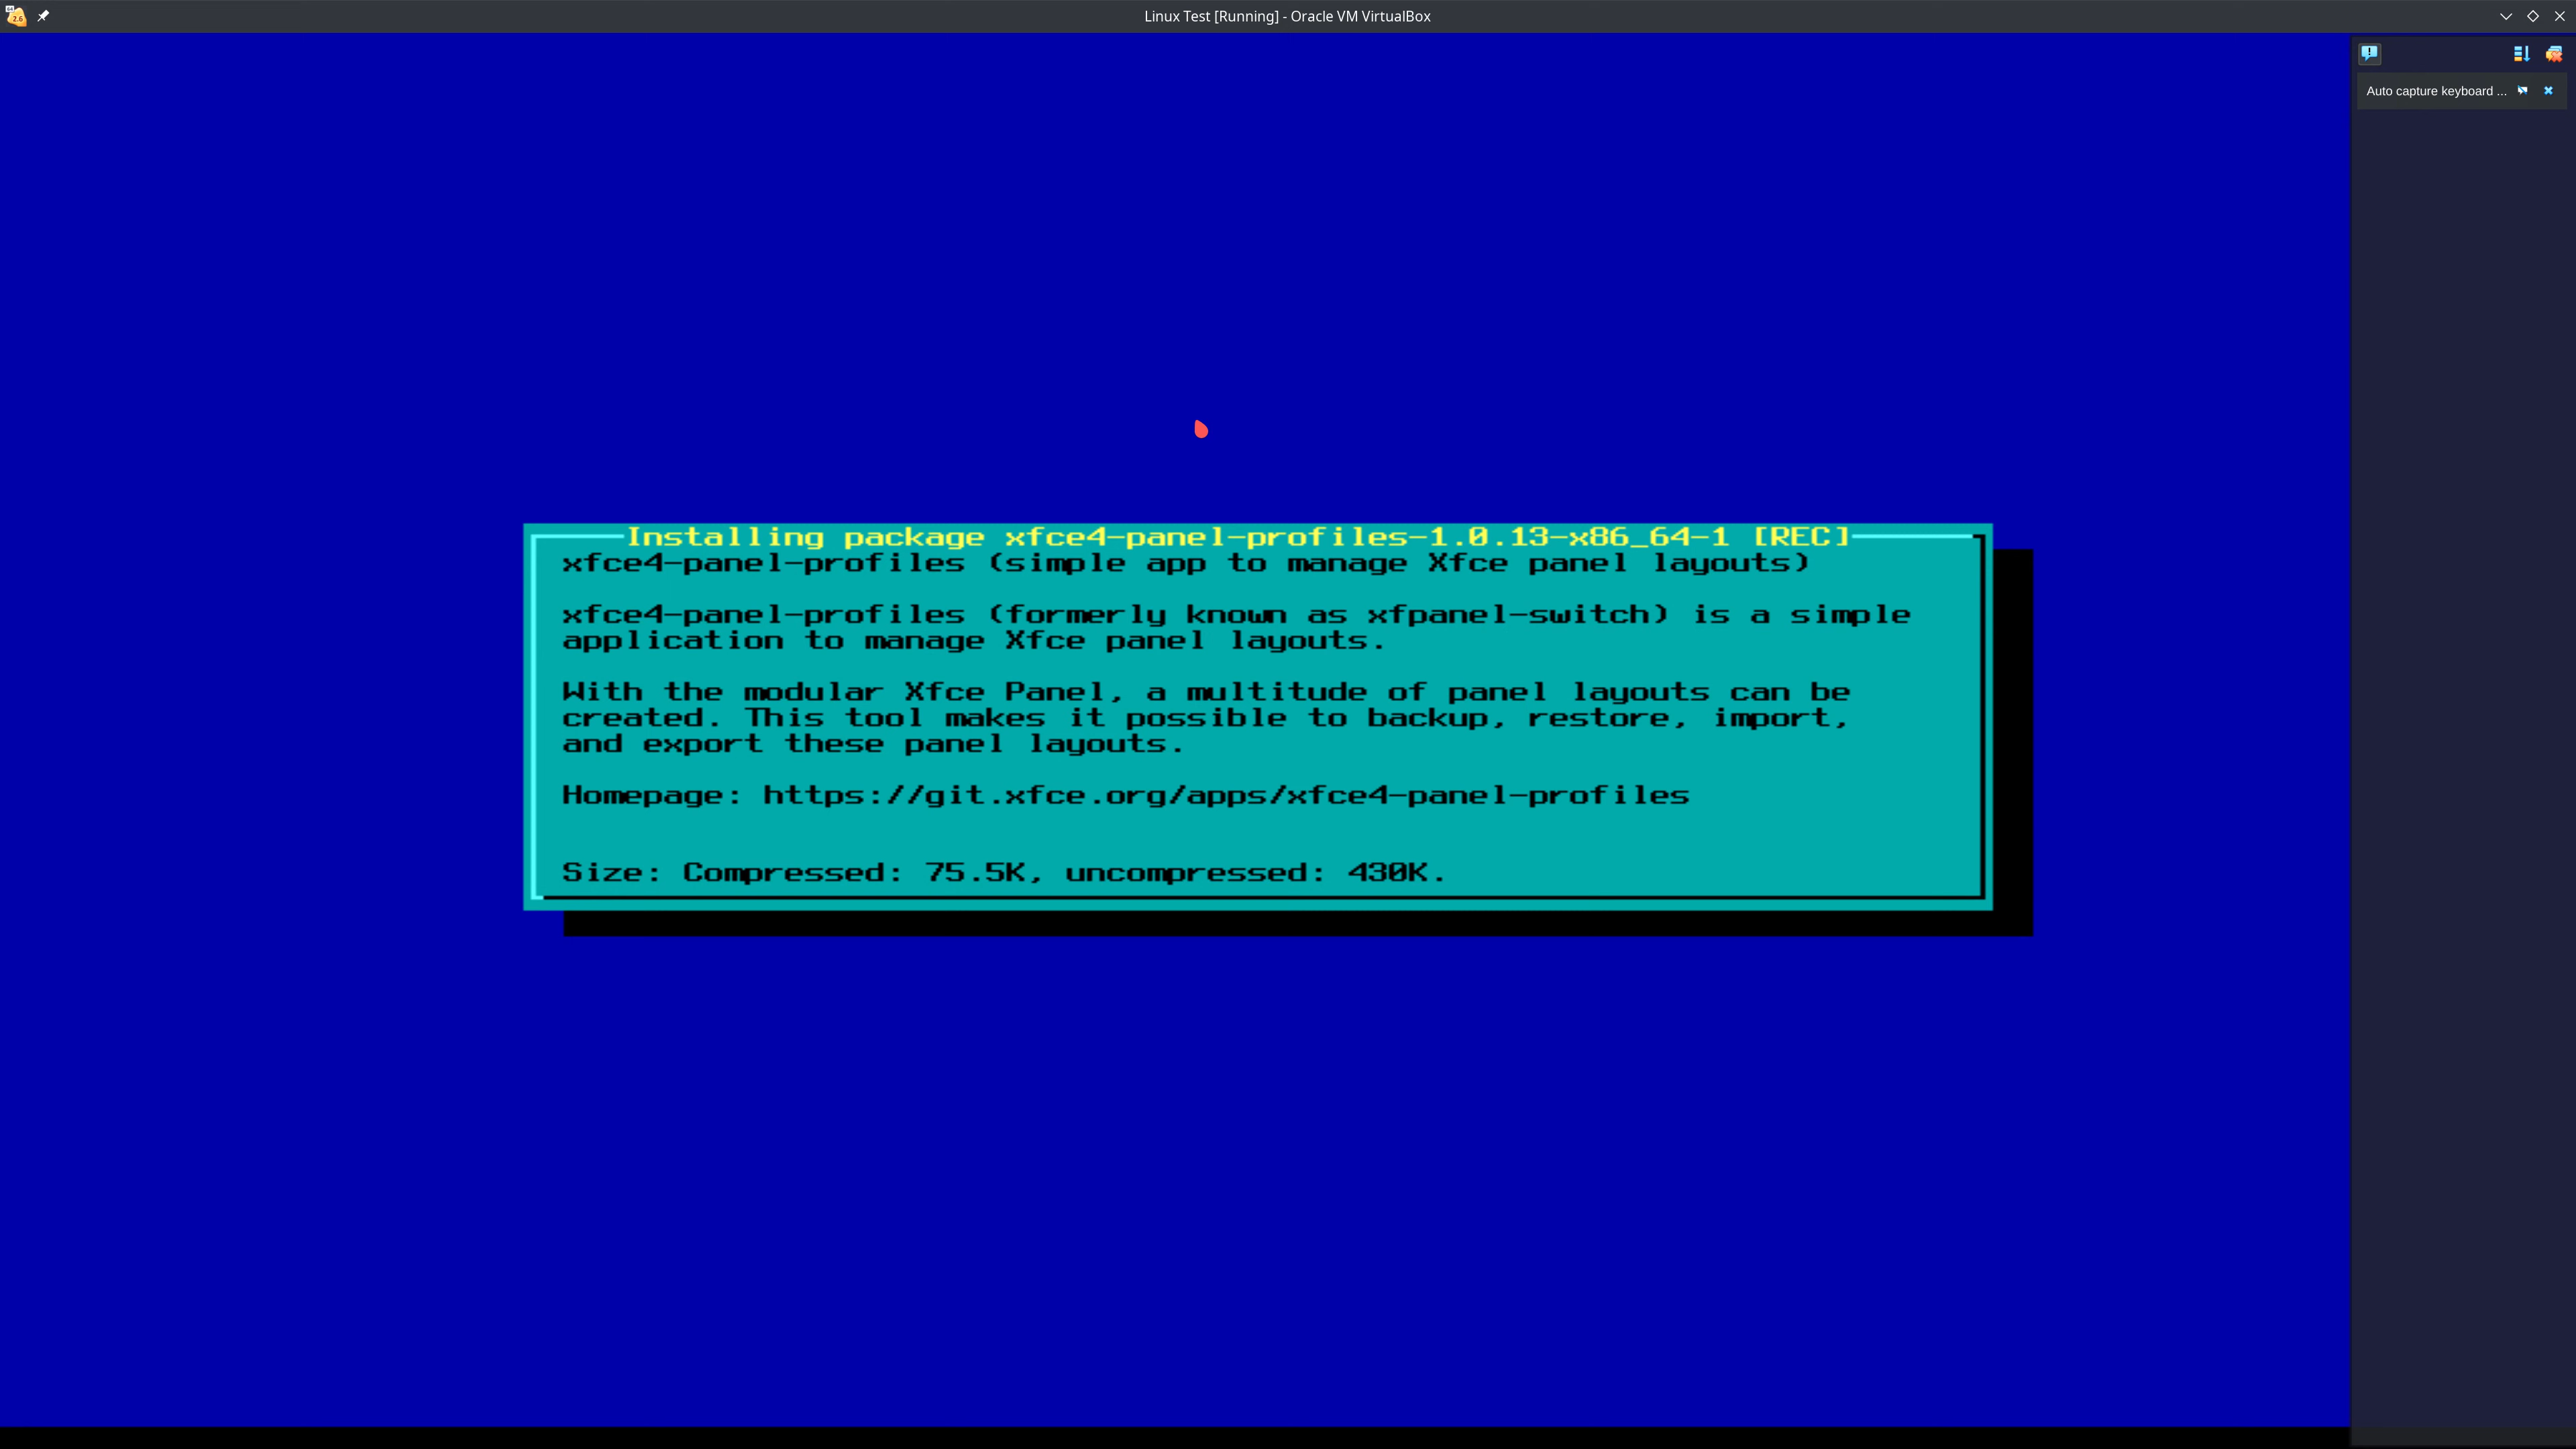 Linux Test [Running] - Oracle VM VirtualBox
64
2.6
Auto capture keyboard ...
Installing package xfce4-panel-profiles-1.0.13-x86_64-1 [REC]
xfce4-panel-profiles (simple app to manage Xfce panel layouts)
xfce4-panel-profiles (formerly known as xfpanel-switch) is a simple
application to manage Xfce panel layouts.
With the modular Xfce Panel, a multitude of panel layouts can be
created. This tool makes it possible to backup, restore, import,
and export these panel layouts.
Homepage: https://git.xfce.org/apps/xfce4-panel-profiles
Size: Compressed: 75.5K, uncompressed: 430K.